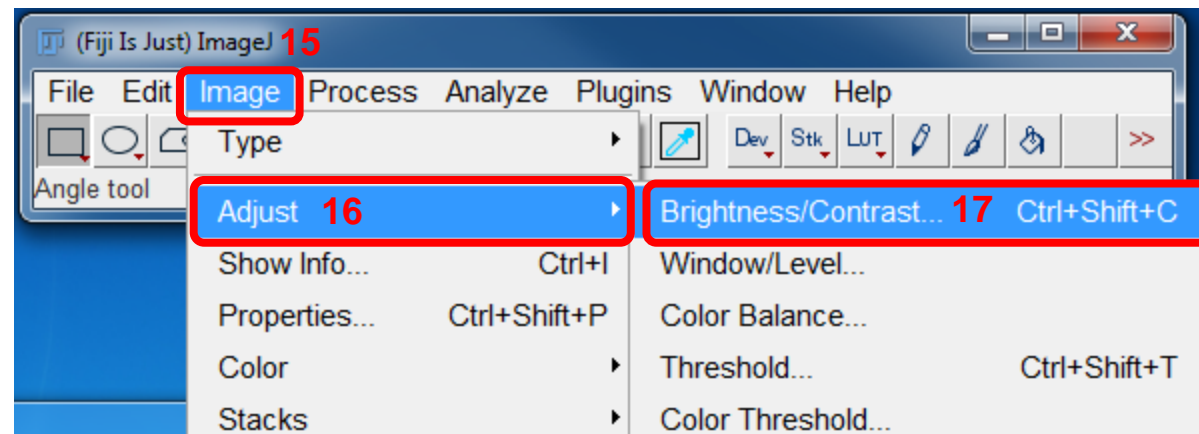 (Fiji Is Just) ImageJ 15
File Edit Image Process Analyze Plugins Window Help
Dev Stk LUT >>
Angle tool
Type
Adjust 16
Show Info... Ctrl+I
Properties... Ctrl+Shift+P
Color
Stacks
Brightness/Contrast... 17 Ctrl+Shift+C
Window/Level...
Color Balance...
Threshold... Ctrl+Shift+T
Color Threshold...